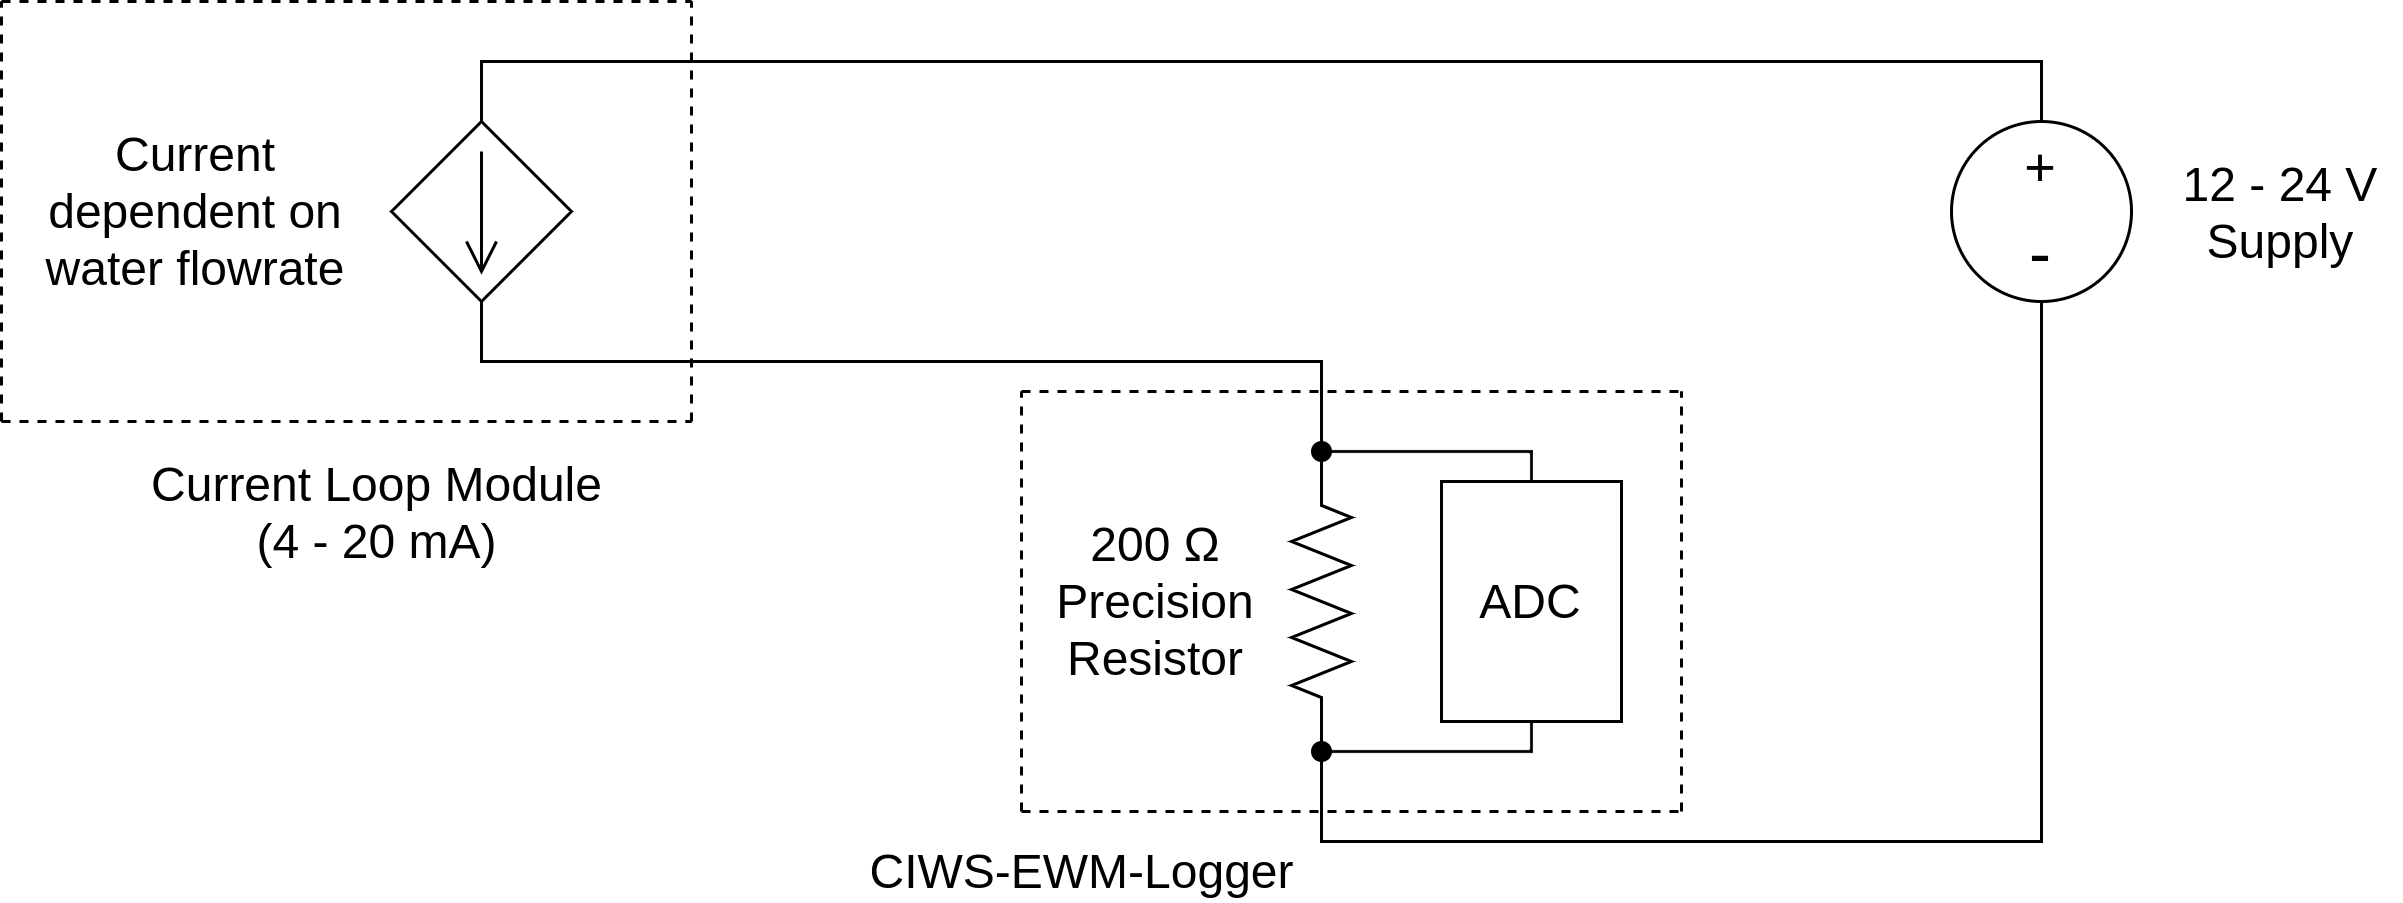 Current
dependent on
water flowrate
+
-
12 - 24 V
Supply
Current Loop Module
(4 - 20 mA)
200 Ω
Precision
Resistor
ADC
CIWS-EWM-Logger